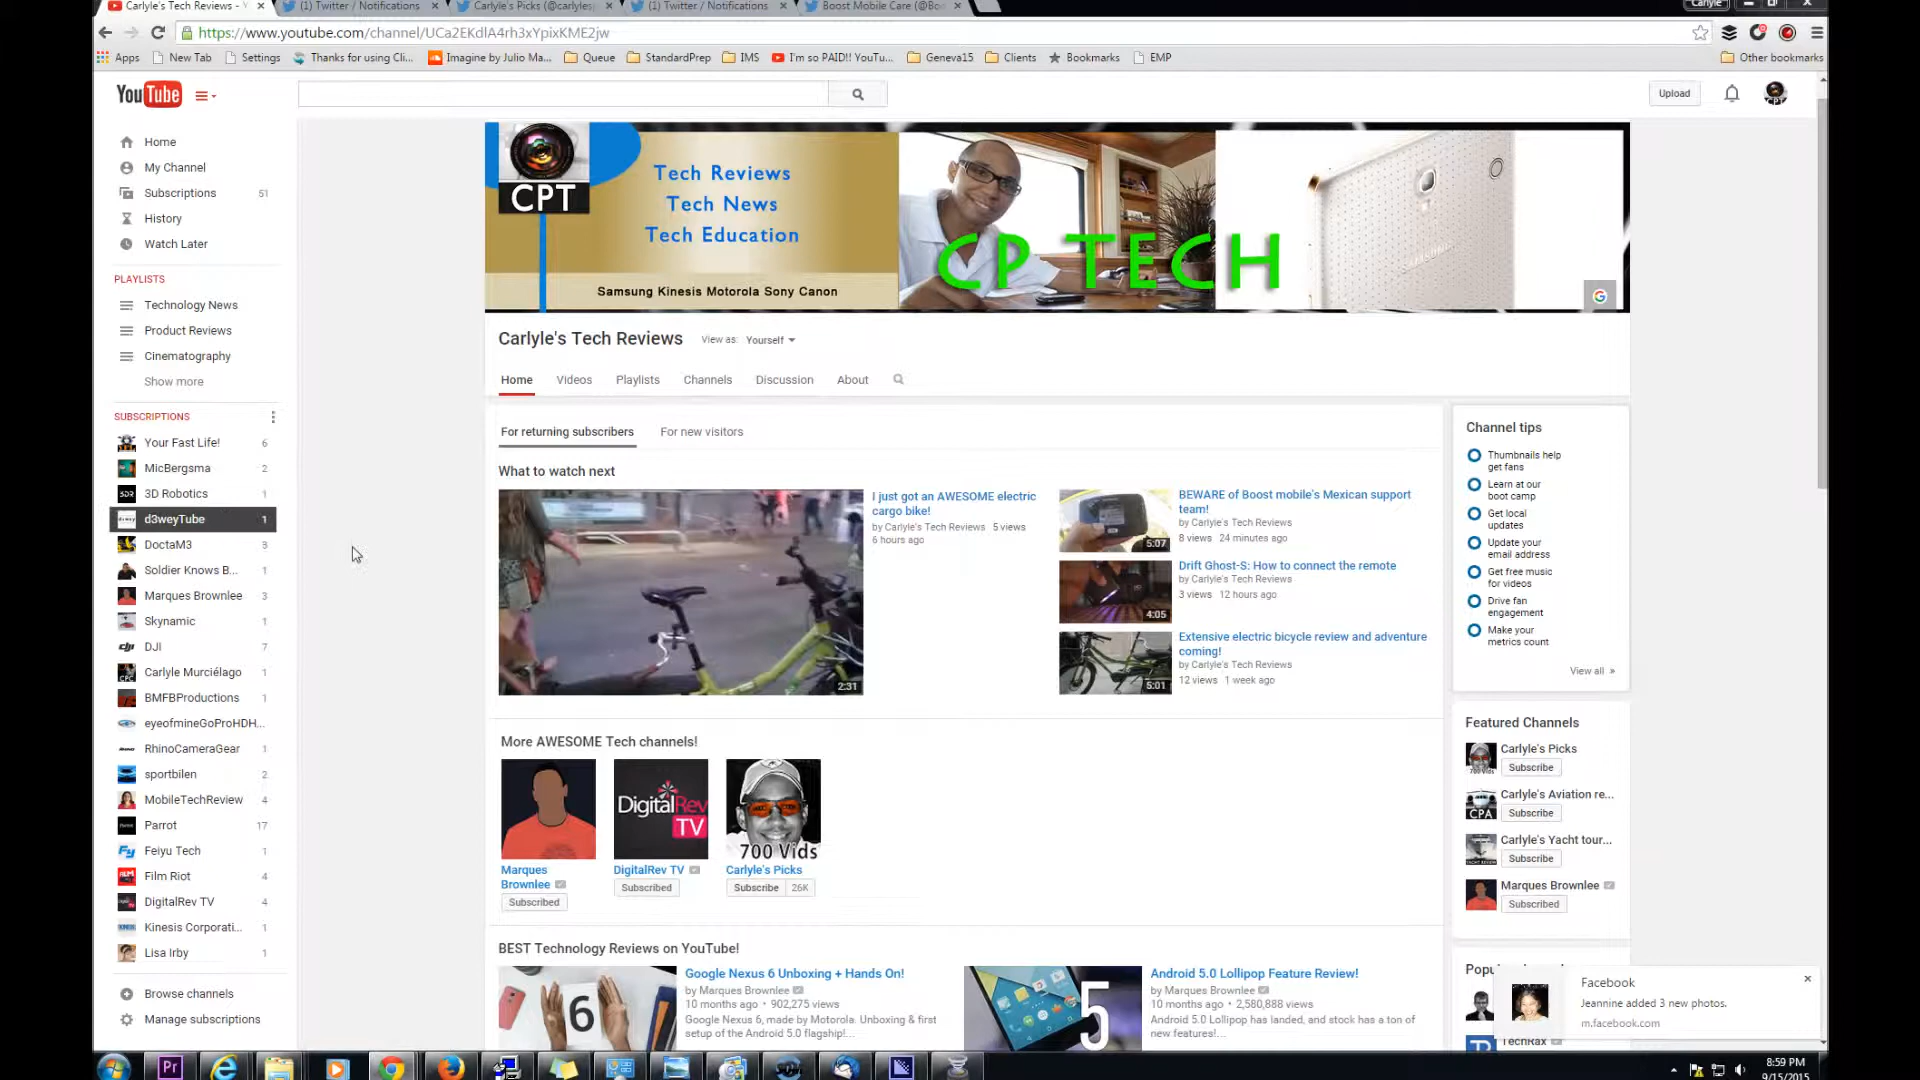 Carlyle's Tech Reviews - Y
(1) Twitter / Notifications
Carlyle's Picks (@carlylesp
(1) Twitter / Notifications
Boost Mobile Care (@Boo
Carlyle
https://www.youtube.com/channel/UCa2EKdlA4rh3xYpixKME2jw
Apps
New Tab
Settings
Thanks for using Cli...
Imagine by Julio Ma...
Queue
StandardPrep
IMS
I'm so PAID!! YouTu...
Geneva15
Clients
Bookmarks
EMP
Other bookmarks
YouTube
Upload
Home
My Channel
Subscriptions 51
History
Watch Later
PLAYLISTS
Technology News
Product Reviews
Cinematography
Show more
SUBSCRIPTIONS
Your Fast Life! 6
MicBergsma 2
3D Robotics 1
d3weyTube 1
DoctaM3 8
Soldier Knows B... 1
Marques Brownlee 3
Skynamic 1
DJI 7
Carlyle Murciélago 1
BMFBProductions 1
eyeofmineGoProHDH...
RhinoCameraGear 1
sportbilen 2
MobileTechReview 4
Parrot 17
Feiyu Tech 1
Film Riot 4
DigitalRev TV 4
Kinesis Corporati... 1
Lisa Irby 1
Browse channels
Manage subscriptions
CPT
Tech Reviews
Tech News
Tech Education
Samsung Kinesis Motorola Sony Canon
CP TECH
SAMSUNG
Carlyle's Tech Reviews
View as: Yourself
Home
Videos
Playlists
Channels
Discussion
About
For returning subscribers
For new visitors
What to watch next
2:31
I just got an AWESOME electric
cargo bike!
by Carlyle's Tech Reviews 5 views
6 hours ago
5:07
BEWARE of Boost mobile's Mexican support
team!
by Carlyle's Tech Reviews
8 views 24 minutes ago
4:05
Drift Ghost-S: How to connect the remote
by Carlyle's Tech Reviews
3 views 12 hours ago
5:01
Extensive electric bicycle review and adventure
coming!
by Carlyle's Tech Reviews
12 views 1 week ago
More AWESOME Tech channels!
Marques
Brownlee
Subscribed
DigitalRev
TV
DigitalRev TV
Subscribed
700 Vids
Carlyle's Picks
Subscribe 26K
BEST Technology Reviews on YouTube!
6
Google Nexus 6 Unboxing + Hands On!
by Marques Brownlee
10 months ago • 902,275 views
Google Nexus 6, made by Motorola. Unboxing & first
setup of the Android 5.0 flagship!...
5
Android 5.0 Lollipop Feature Review!
by Marques Brownlee
10 months ago • 2,580,888 views
Android 5.0 Lollipop has landed, and stock has a ton of
new features!...
Channel tips
Thumbnails help
get fans
Learn at our
boot camp
Get local
updates
Update your
email address
Get free music
for videos
Drive fan
engagement
Make your
metrics count
View all »
Featured Channels
Carlyle's Picks
Subscribe
Carlyle's Aviation re...
Subscribe
CPA
Carlyle's Yacht tour...
Subscribe
Marques Brownlee
Subscribed
Popu
TechRax
Facebook
Jeannine added 3 new photos.
m.facebook.com
Pr
8:59 PM
9/15/2015